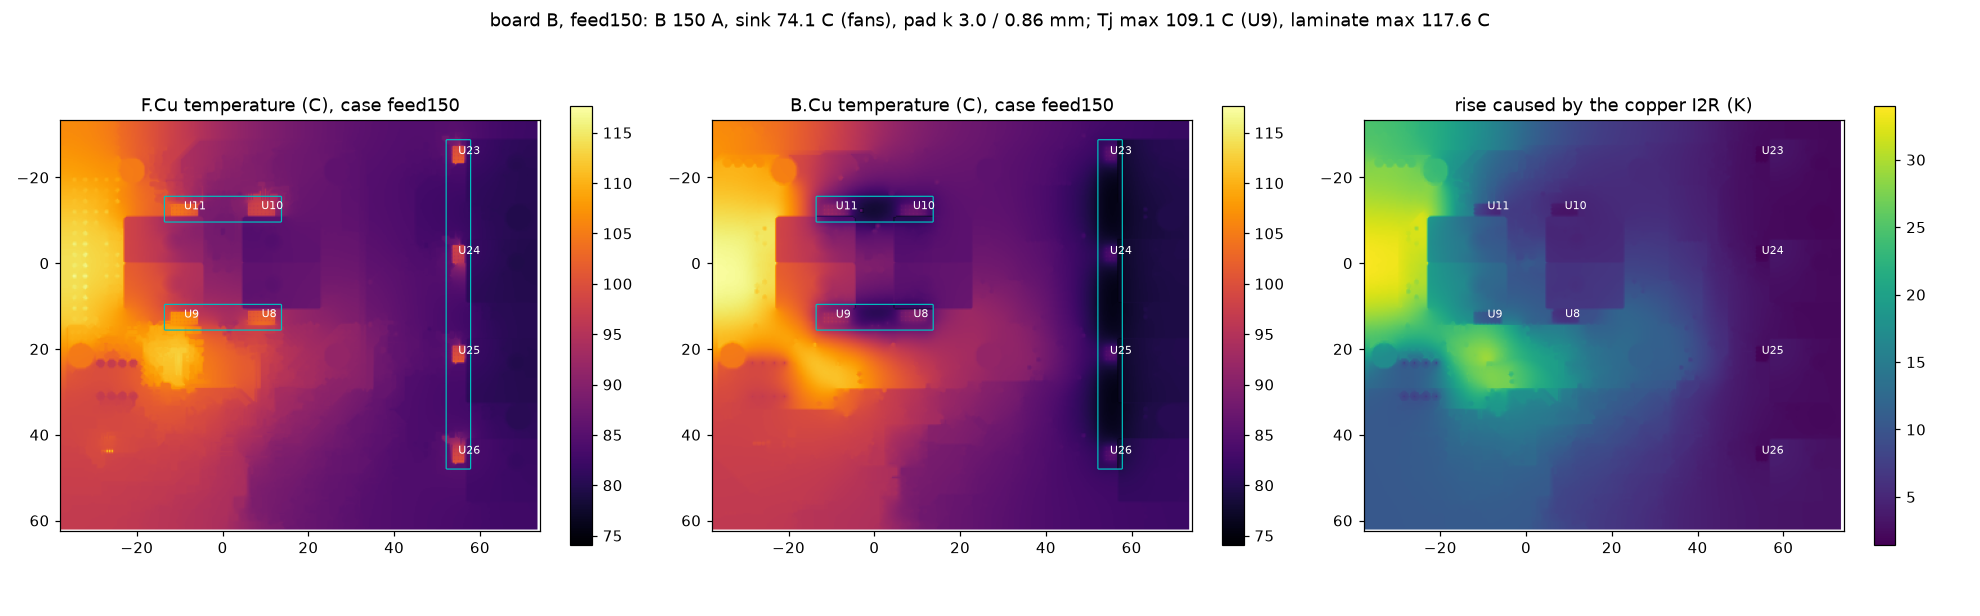 board B, feed150: B 150 A, sink 74.1 C (fans), pad k 3.0 / 0.86 mm; Tj max 109.1 C (U9), laminate max 117.6 C
F.Cu temperature (C), case feed150
B.Cu temperature (C), case feed150
rise caused by the copper I2R (K)
−20
0
20
40
60
−20
0
20
40
60
U23
U11
U10
U24
U9
U8
U25
U26
115
110
105
100
95
90
85
80
75
−20
0
20
40
60
−20
0
20
40
60
U23
U11
U10
U24
U9
U8
U25
U26
115
110
105
100
95
90
85
80
75
−20
0
20
40
60
−20
0
20
40
60
U23
U11
U10
U24
U9
U8
U25
U26
30
25
20
15
10
5